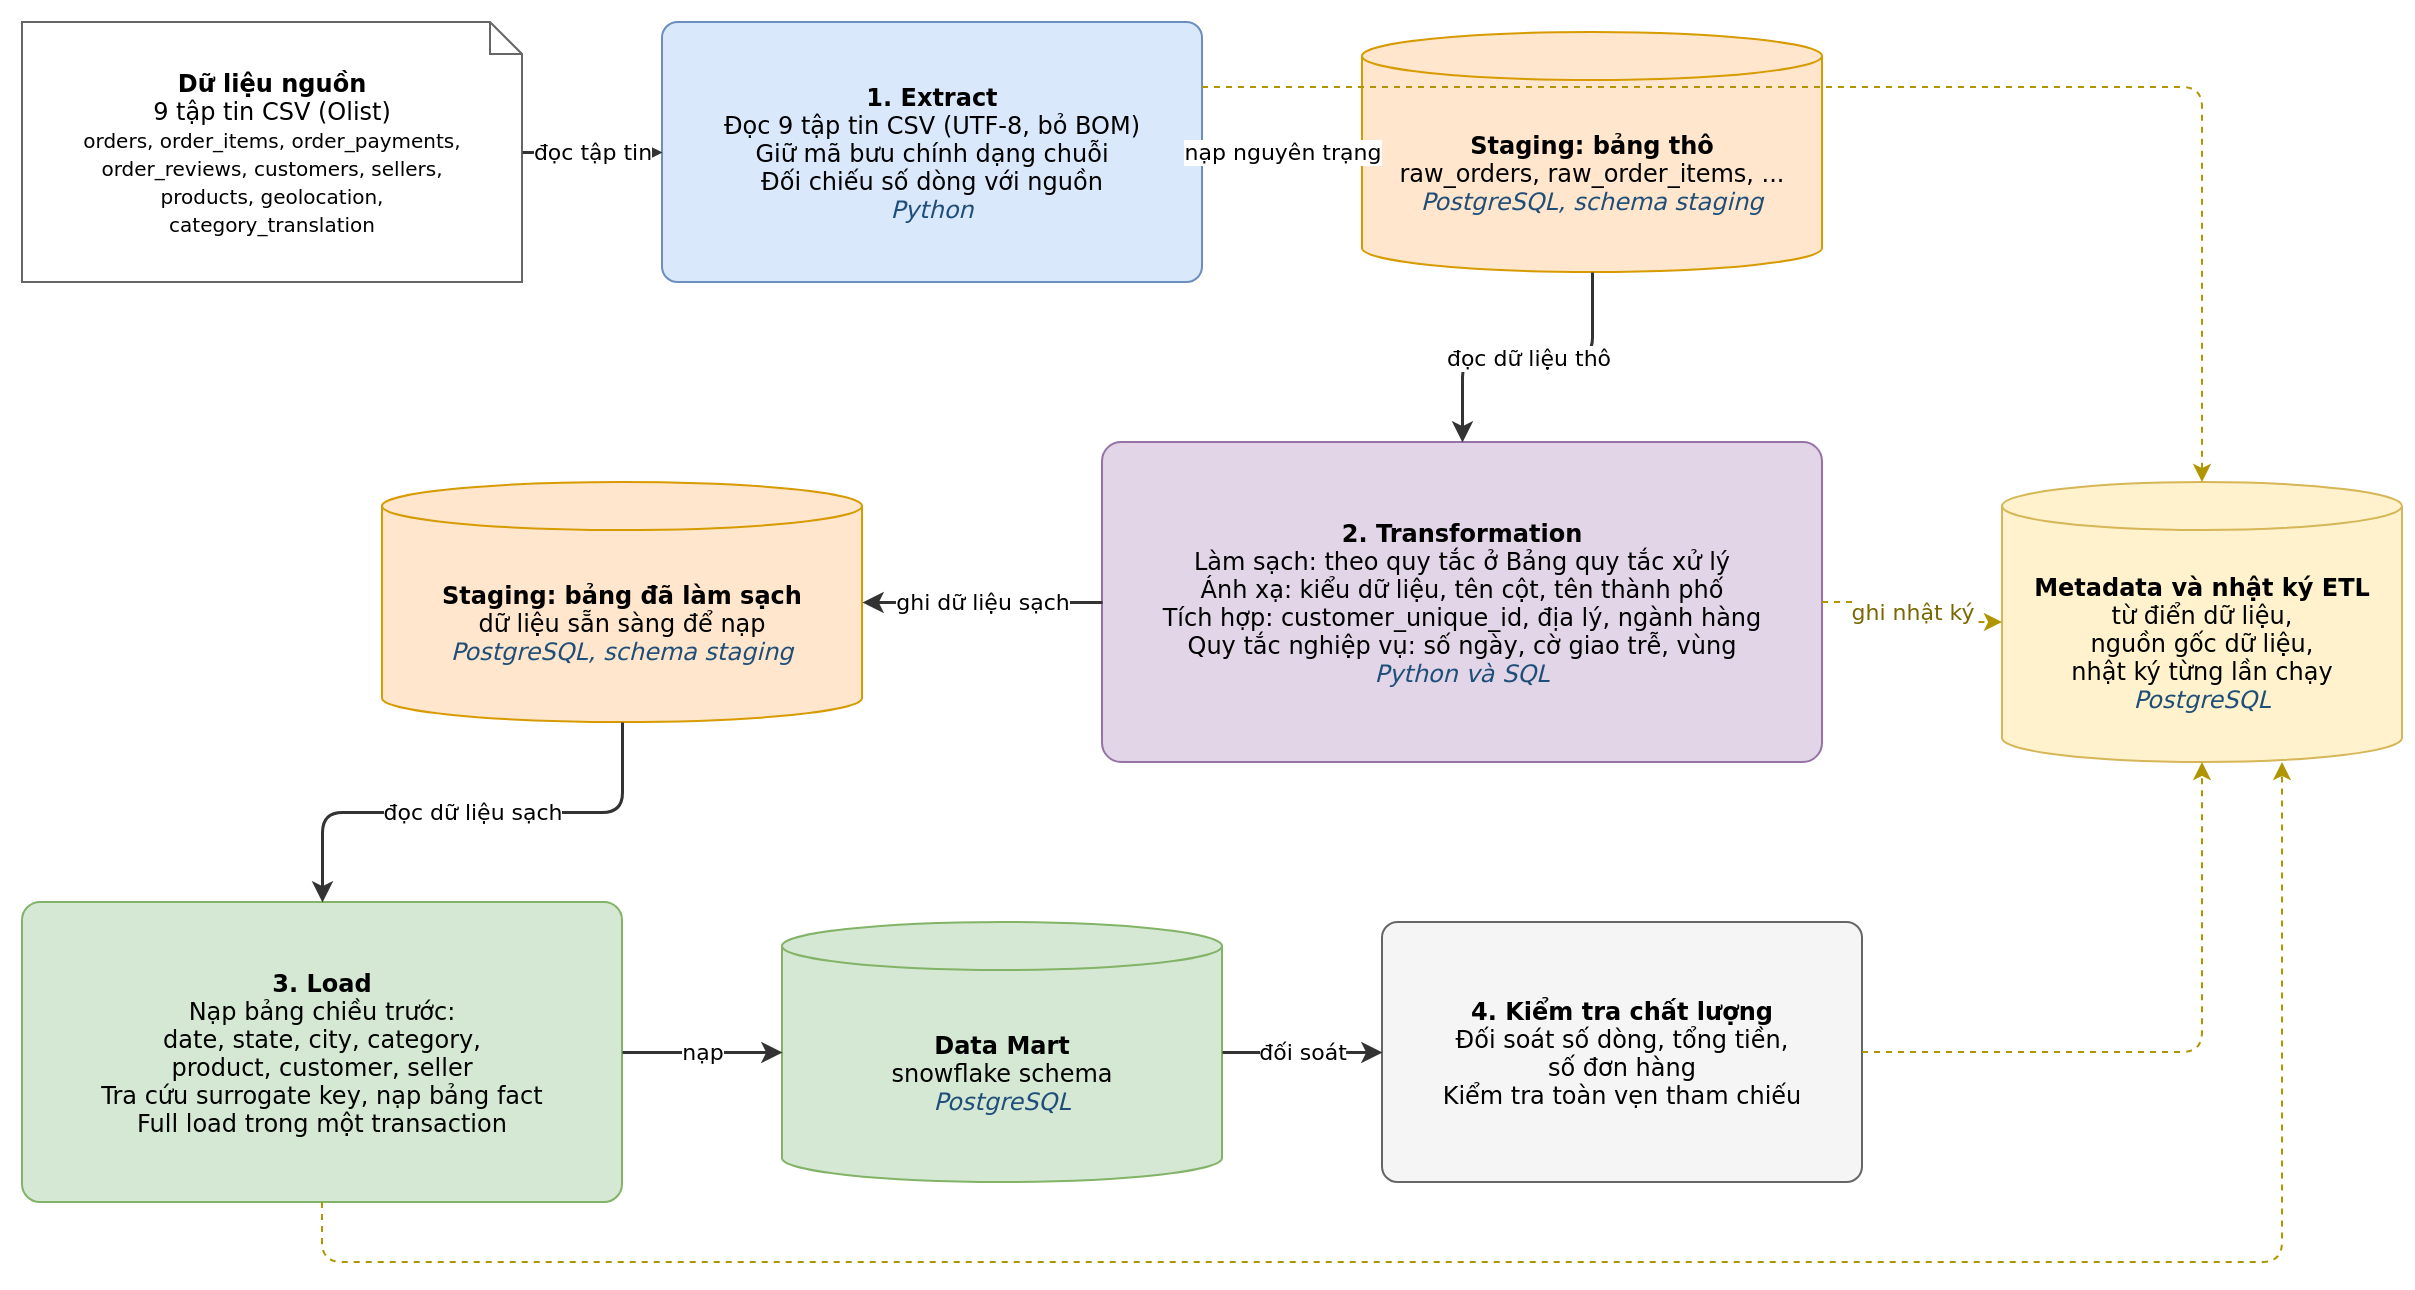 Dữ liệu nguồn
9 tập tin CSV (Olist)
orders, order_items, order_payments,
order_reviews, customers, sellers,
products, geolocation,
category_translation
đọc tập tin
1. Extract
Đọc 9 tập tin CSV (UTF-8, bỏ BOM)
Giữ mã bưu chính dạng chuỗi
Đối chiếu số dòng với nguồn
Python
nạp nguyên trạng
Staging: bảng thô
raw_orders, raw_order_items, ...
PostgreSQL, schema staging
đọc dữ liệu thô
2. Transformation
Làm sạch: theo quy tắc ở Bảng quy tắc xử lý
Ánh xạ: kiểu dữ liệu, tên cột, tên thành phố
Tích hợp: customer_unique_id, địa lý, ngành hàng
Quy tắc nghiệp vụ: số ngày, cờ giao trễ, vùng
Python và SQL
ghi dữ liệu sạch
Staging: bảng đã làm sạch
dữ liệu sẵn sàng để nạp
PostgreSQL, schema staging
ghi nhật ký
Metadata và nhật ký ETL
từ điển dữ liệu,
nguồn gốc dữ liệu,
nhật ký từng lần chạy
PostgreSQL
đọc dữ liệu sạch
3. Load
Nạp bảng chiều trước:
date, state, city, category,
product, customer, seller
Tra cứu surrogate key, nạp bảng fact
Full load trong một transaction
nạp
Data Mart
snowflake schema
PostgreSQL
đối soát
4. Kiểm tra chất lượng
Đối soát số dòng, tổng tiền,
số đơn hàng
Kiểm tra toàn vẹn tham chiếu